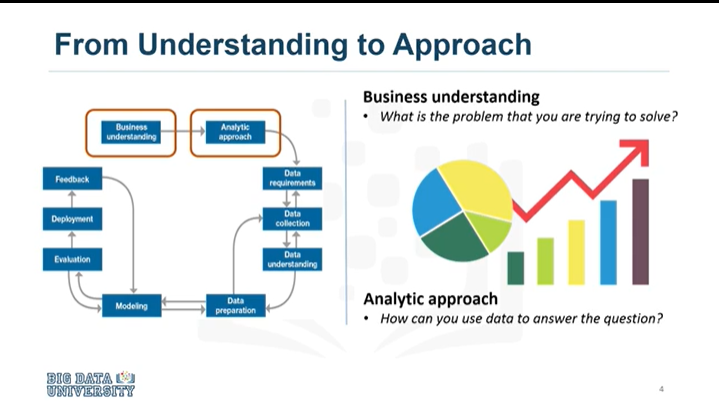 From Understanding to Approach
Business
understanding
Analytic
approach
Feedback
Data
requirements
Deployment
Data
collection
Evaluation
Data
understanding
Modeling
Data
preparation
Business understanding
• What is the problem that you are trying to solve?
Analytic approach
• How can you use data to answer the question?
BIG DATA
UNIVERSITY
4